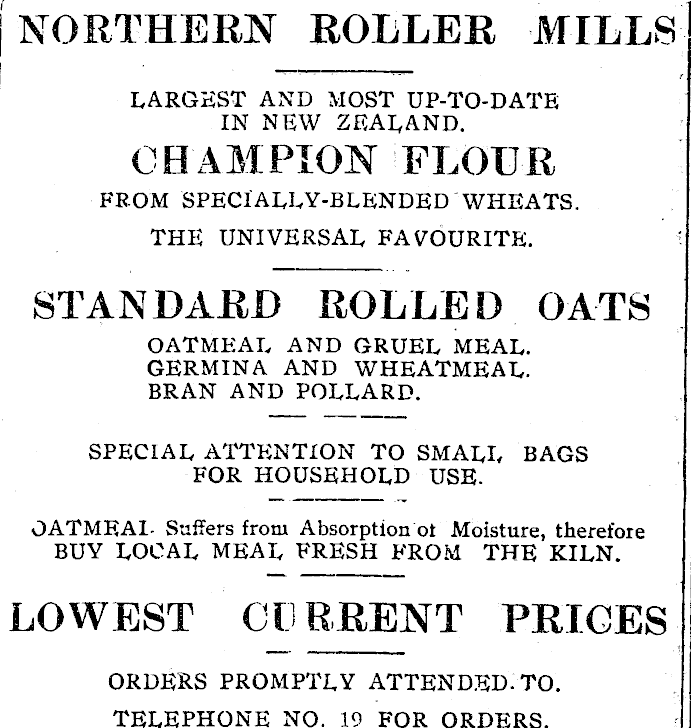 NORTHERN ROLLER MILLS
LARGEST AND MOST UP-TO-DATE
IN NEW ZEALAND.
CHAMPION FLOUR
FROM SPECIALLY-BLENDED WHEATS.
THE UNIVERSAL FAVOURITE.
STANDARD ROLLED OATS
OATMEAL AND GRUEL MEAL.
GERMINA AND WHEATMEAL.
BRAN AND POLLARD.
SPECIAL ATTENTION TO SMALL BAGS
FOR HOUSEHOLD USE.
OATMEAL Suffers from Absorption of Moisture, therefore
BUY LOCAL MEAL FRESH FROM THE KILN.
LOWEST CURRENT PRICES
ORDERS PROMPTLY ATTENDED TO.
TELEPHONE NO. 19 FOR ORDERS.